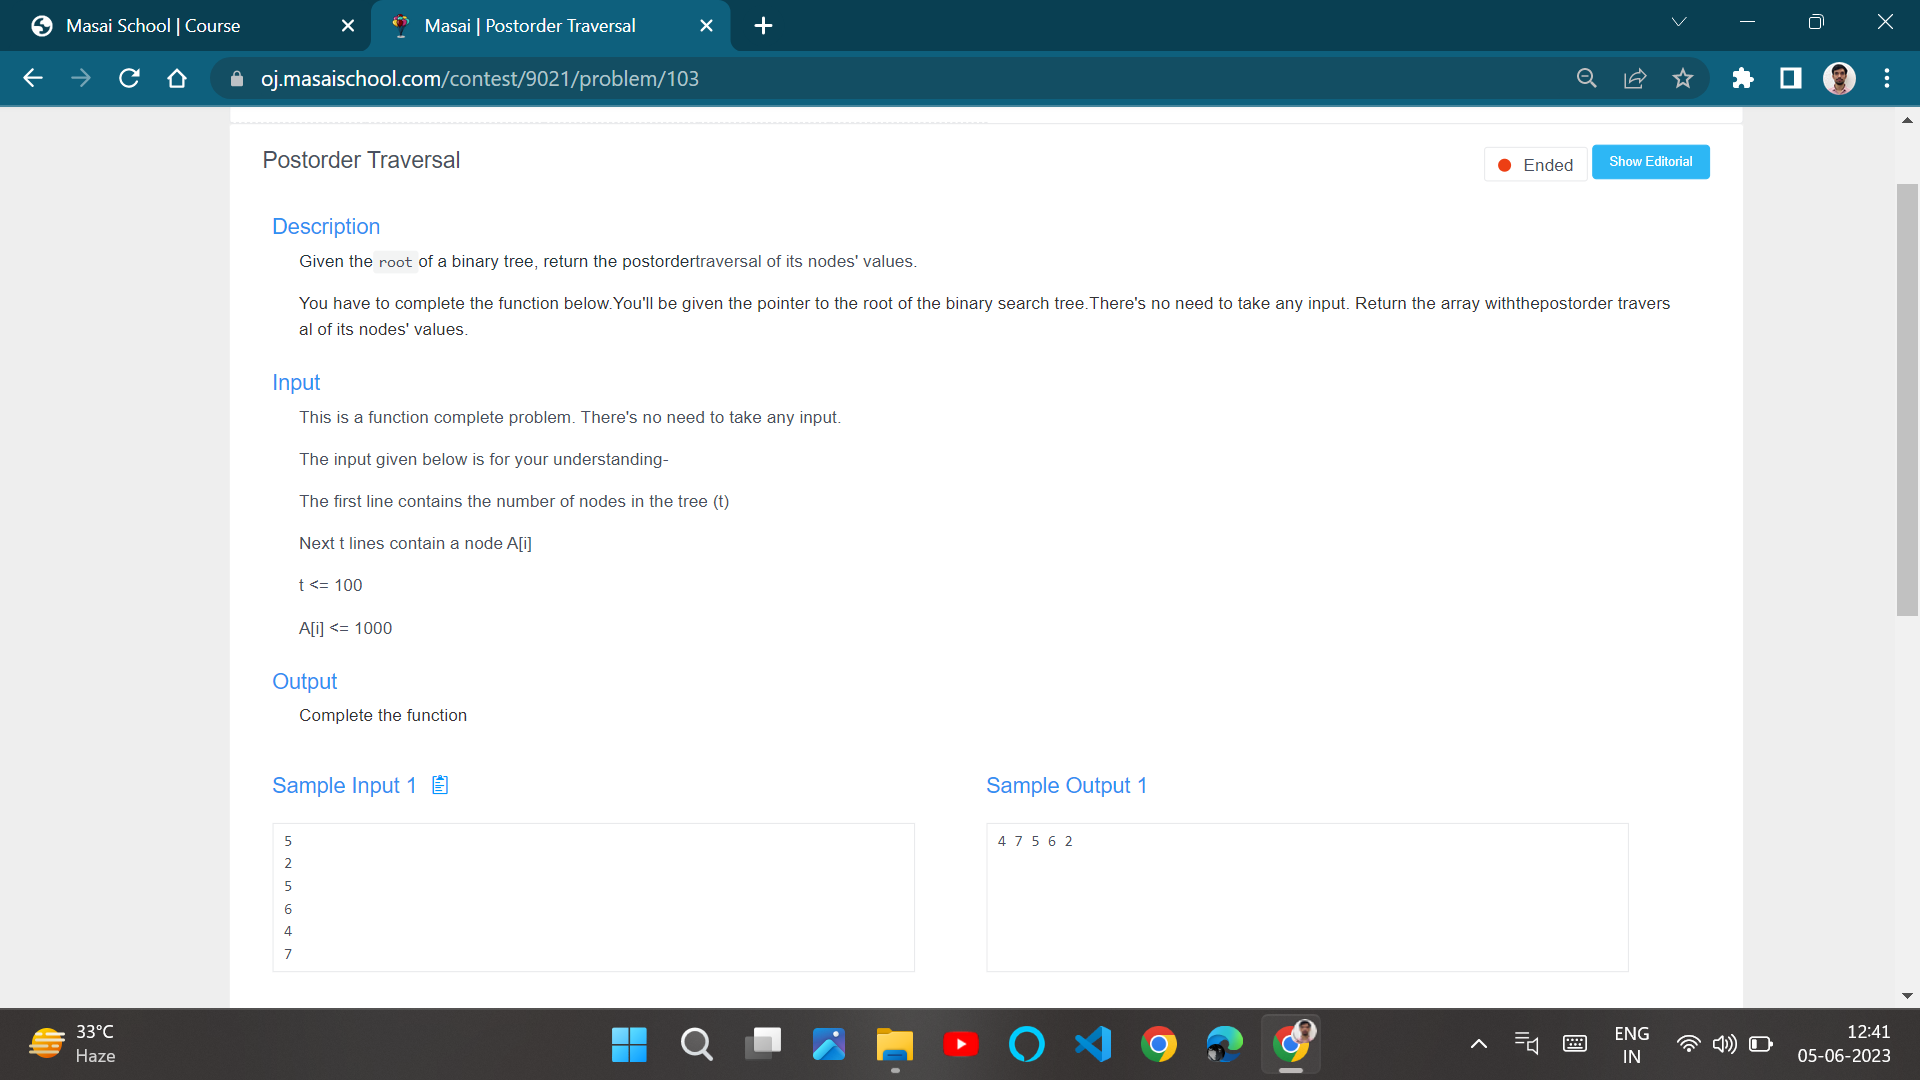 Masai School | Course
Masai | Postorder Traversal
oj.masaischool.com/contest/9021/problem/103
Postorder Traversal
Ended
Show Editorial
Description
Given the root of a binary tree, return the postordertraversal of its nodes' values.
You have to complete the function below.You'll be given the pointer to the root of the binary search tree.There's no need to take any input. Return the array withthepostorder travers
al of its nodes' values.
Input
This is a function complete problem. There's no need to take any input.
The input given below is for your understanding-
The first line contains the number of nodes in the tree (t)
Next t lines contain a node A[i]
t <= 100
A[i] <= 1000
Output
Complete the function
Sample Input 1
Sample Output 1
5
2
5
6
4
7
4 7 5 6 2
33°C
Haze
ENG
IN
12:41
05-06-2023